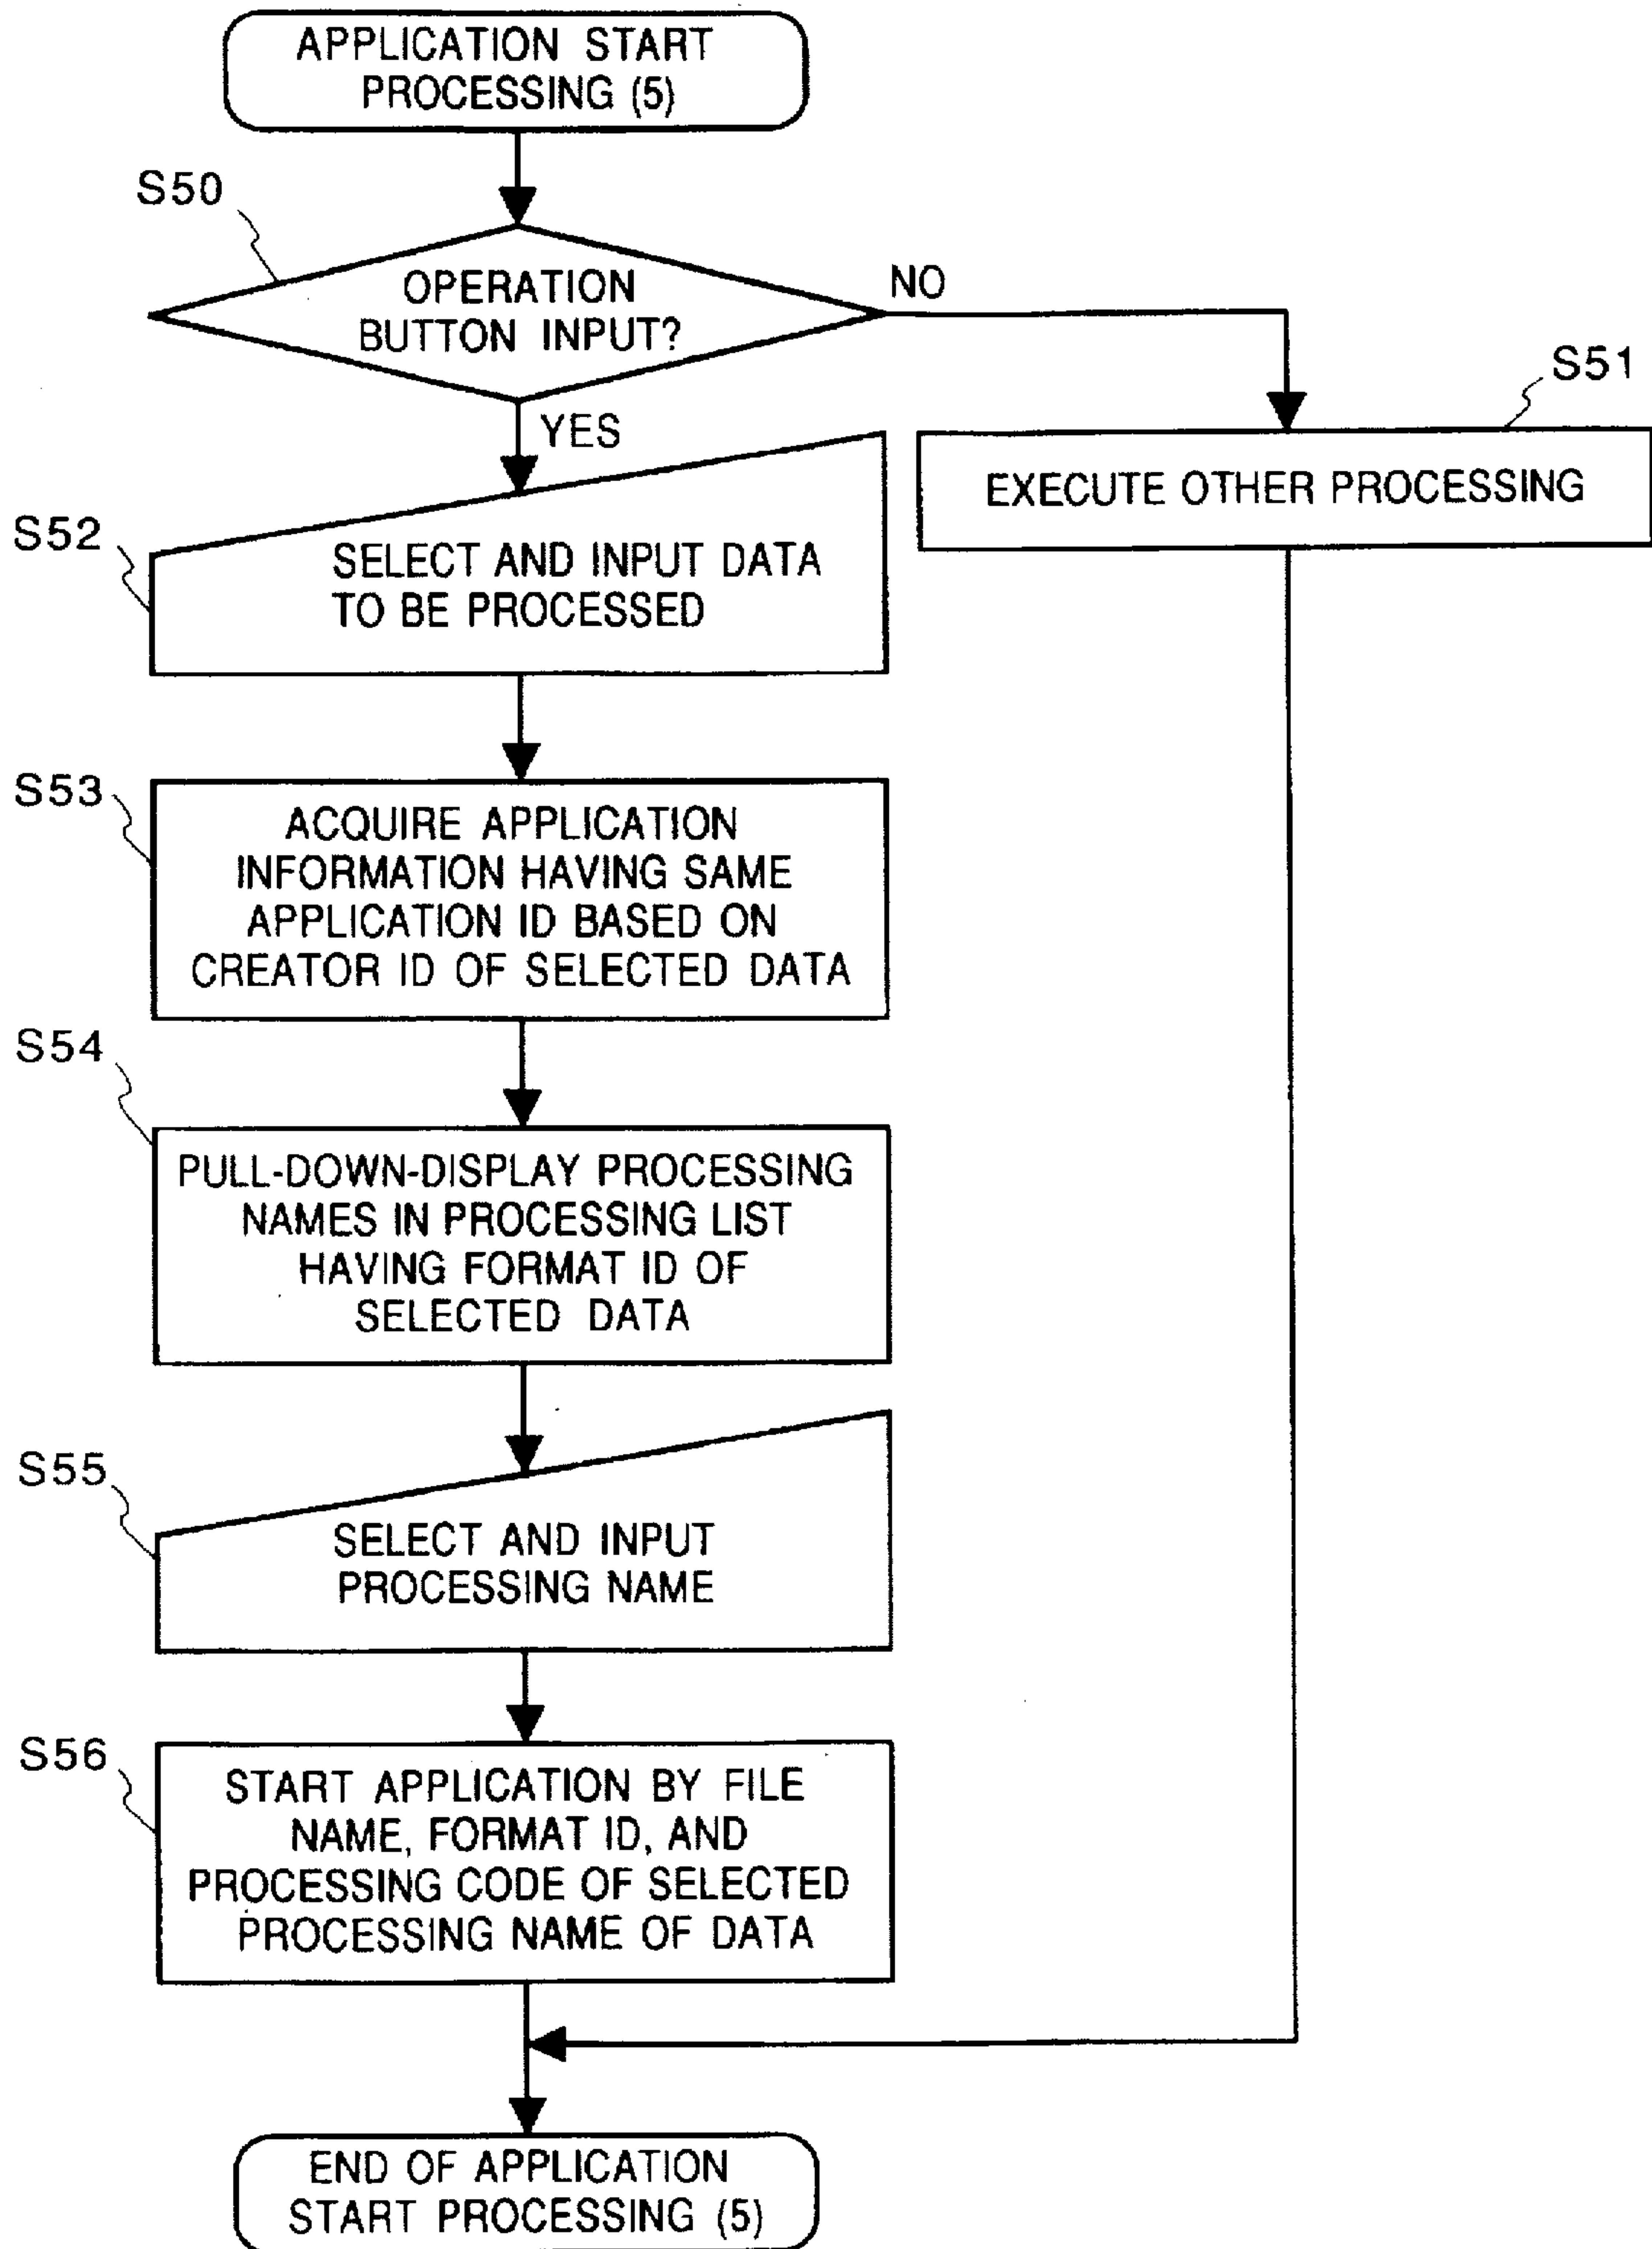 APPLICATION START
PROCESSING (5)
S50
OPERATION
BUTTON INPUT?
NO
YES
S51
EXECUTE OTHER PROCESSING
S52
SELECT AND INPUT DATA
TO BE PROCESSED
S53
ACQUIRE APPLICATION
INFORMATION HAVING SAME
APPLICATION ID BASED ON
CREATOR ID OF SELECTED DATA
S54
PULL-DOWN-DISPLAY PROCESSING
NAMES IN PROCESSING LIST
HAVING FORMAT ID OF
SELECTED DATA
S55
SELECT AND INPUT
PROCESSING NAME
S56
START APPLICATION BY FILE
NAME, FORMAT ID, AND
PROCESSING CODE OF SELECTED
PROCESSING NAME OF DATA
END OF APPLICATION
START PROCESSING (5)